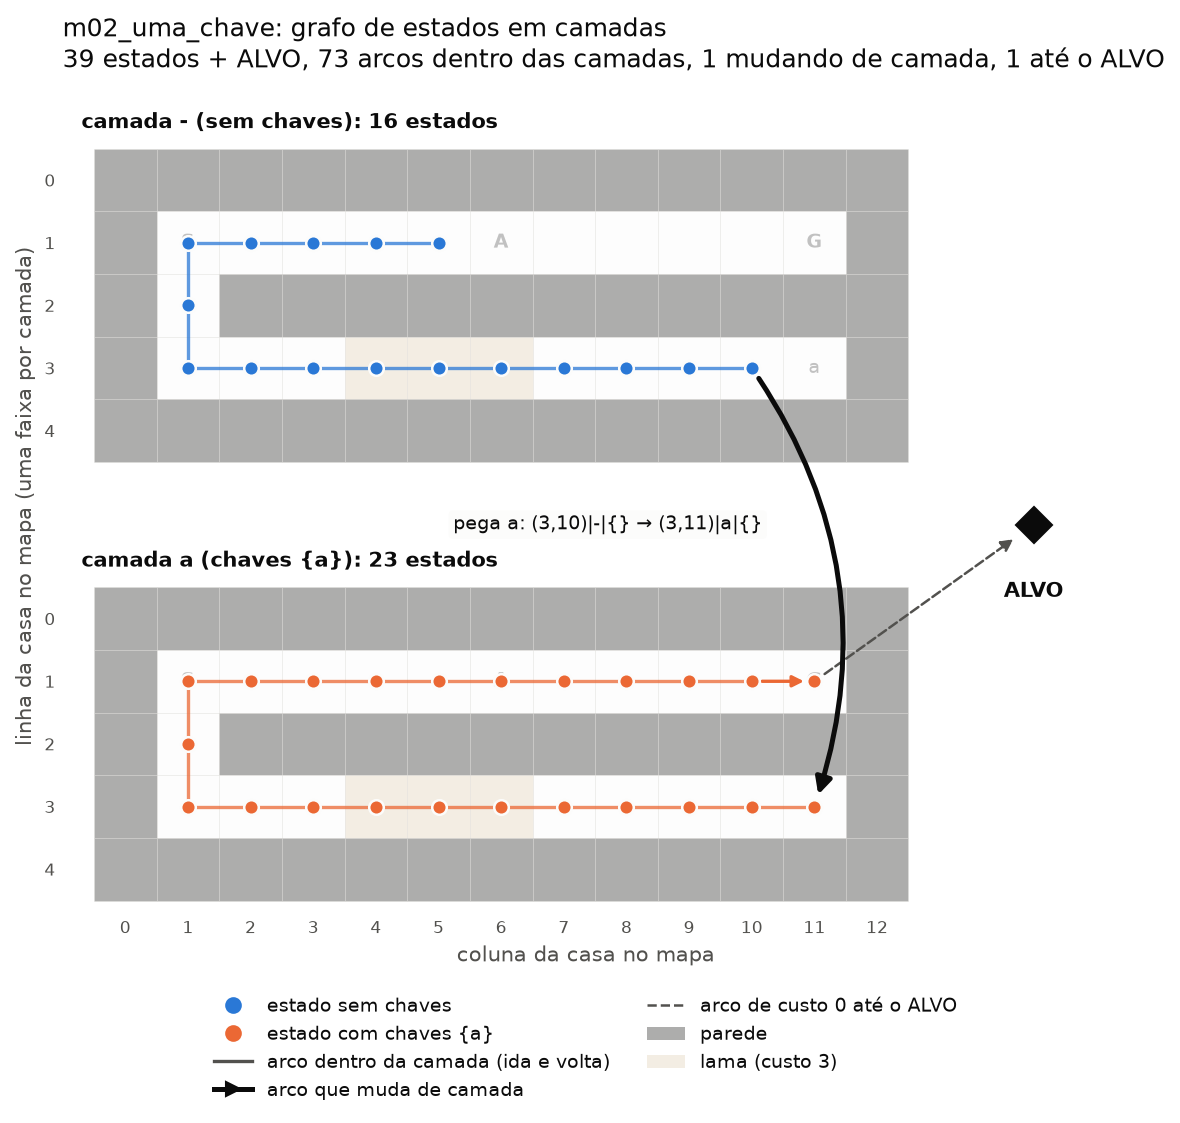 m02_uma_chave: grafo de estados em camadas
39 estados + ALVO, 73 arcos dentro das camadas, 1 mudando de camada, 1 até o ALVO
camada - (sem chaves): 16 estados
linha da casa no mapa (uma faixa por camada)
0
1
A
G
2
3
a
4
pega a: (3,10)|-|{} → (3,11)|a|{}
ALVO
camada a (chaves {a}): 23 estados
0
1
2
3
4
0 1 2 3 4 5 6 7 8 9 10 11 12
coluna da casa no mapa
estado sem chaves
estado com chaves {a}
arco dentro da camada (ida e volta)
arco que muda de camada
arco de custo 0 até o ALVO
parede
lama (custo 3)